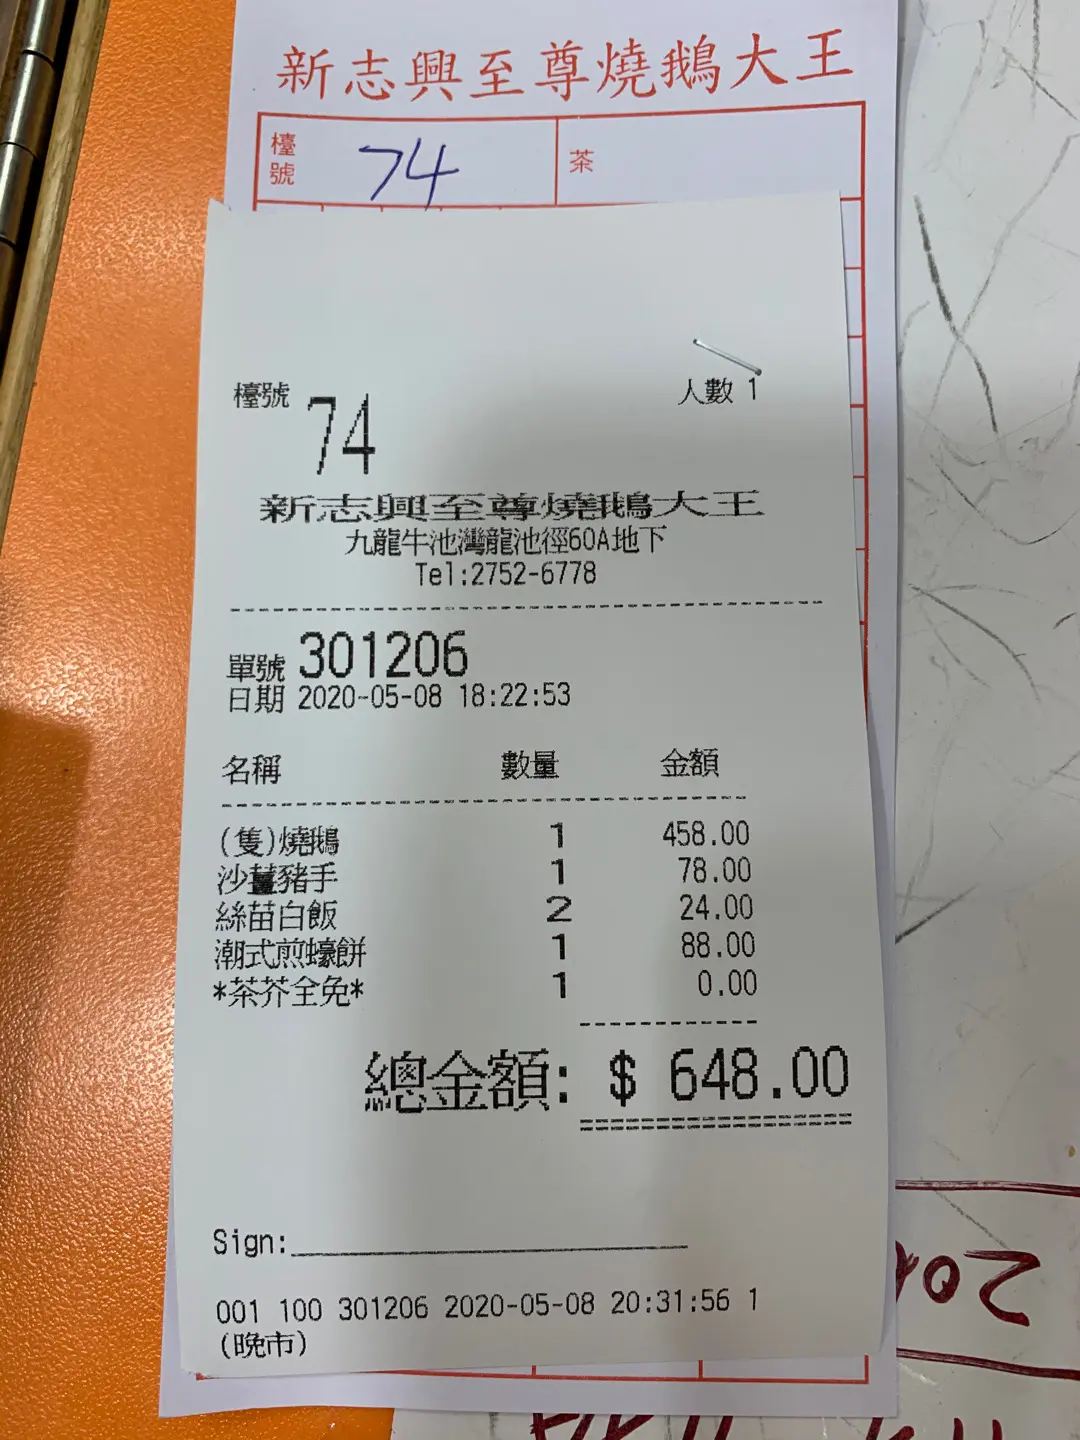 新志興至尊燒鵝大王
檯號 74 茶
檯號 74 人數 1
新志興至尊燒鵝大王
九龍牛池灣龍池徑60A地下
Tel:2752-6778
單號 301206
日期 2020-05-08 18:22:53
名稱 數量 金額
(隻)燒鵝 1 458.00
沙薑豬手 1 78.00
絲苗白飯 2 24.00
潮式煎蠔餅 1 88.00
*茶芥全免* 1 0.00
總金額: $ 648.00
Sign:
001 100 301206 2020-05-08 20:31:56 1
(晚市)